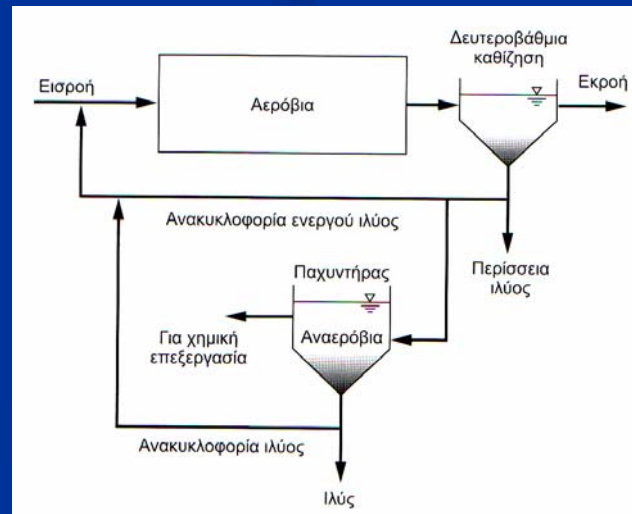 Δευτεροβάθμια
καθίζηση
Εισροή
Εκροή
Αερόβια
Ανακυκλοφορία ενεργού ιλύος
Περίσσεια
ιλύος
Παχυντήρας
Αναερόβια
Για χημική
επεξεργασία
Ανακυκλοφορία ιλύος
Ιλύς